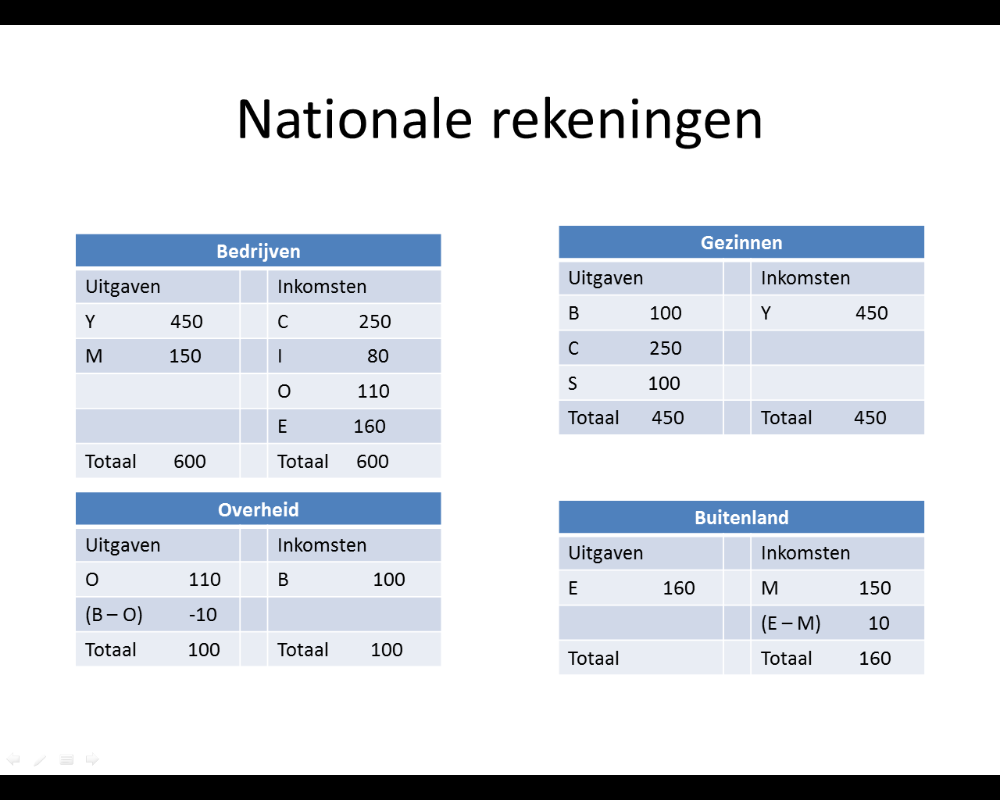 Nationale rekeningen
Bedrijven
Uitgaven Inkomsten
Y 450 C 250
M 150 I 80
O 110
E 160
Totaal 600 Totaal 600
Gezinnen
Uitgaven Inkomsten
B 100 Y 450
C 250
S 100
Totaal 450 Totaal 450
Overheid
Uitgaven Inkomsten
O 110 B 100
(B – O) -10
Totaal 100 Totaal 100
Buitenland
Uitgaven Inkomsten
E 160 M 150
(E – M) 10
Totaal Totaal 160